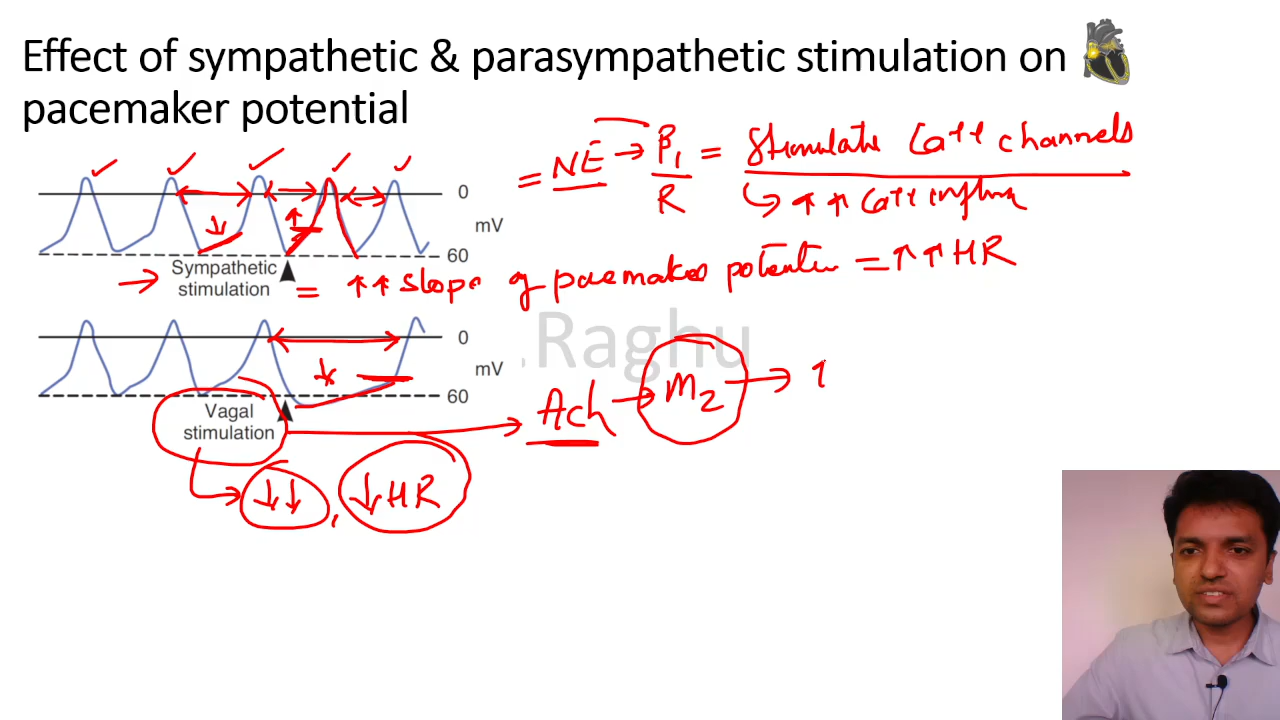 Effect of sympathetic & parasympathetic stimulation on
pacemaker potential
= NE → β1 = Stimulate Ca++ channels
R ↳ ↑↑ Ca++ influx
0
mV
60
Sympathetic
stimulation
→ = ↑↑ slope of pacemaker potential = ↑↑ HR
.Raghu
0
mV
60
Vagal
stimulation
→ Ach → M2 → ↑
↓↓, ↓HR